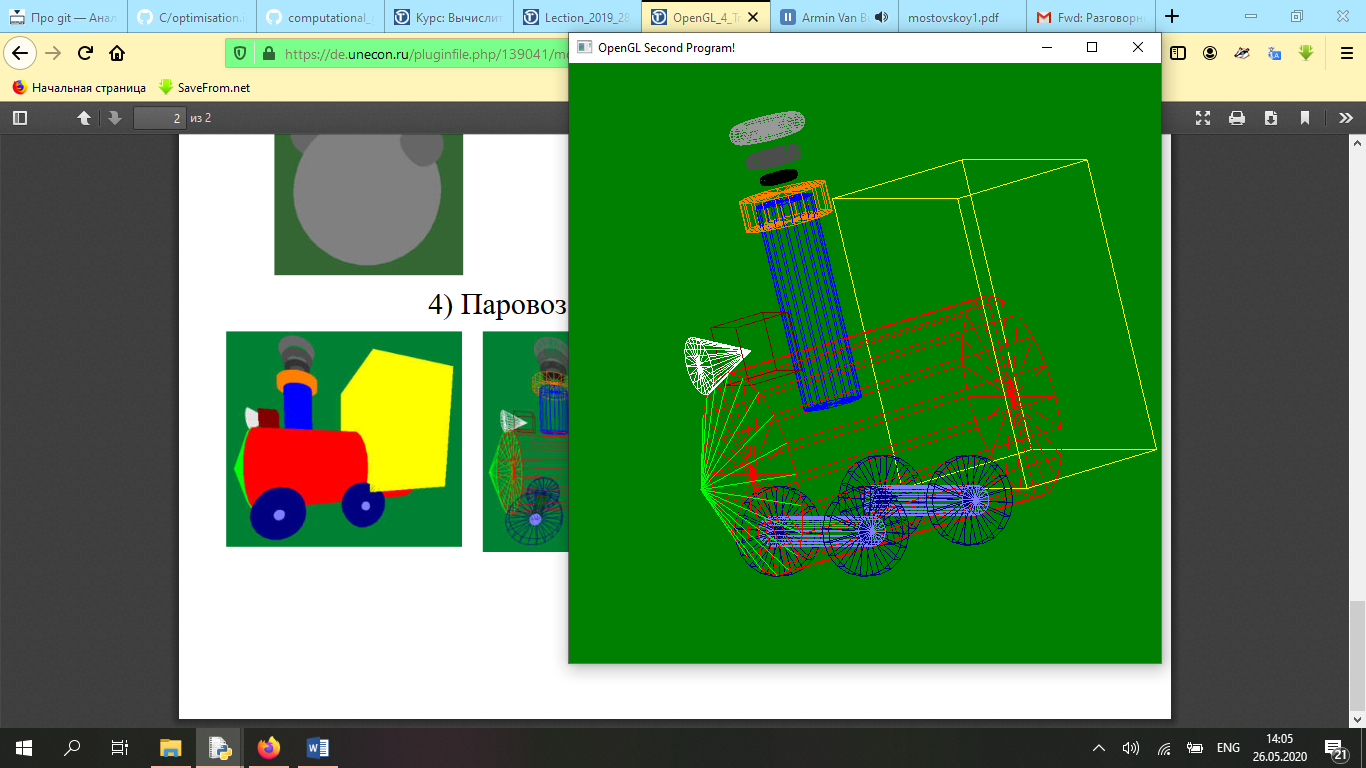 Про git — Анал
C/optimisation.
computational_
Курс: Вычислит
Lection_2019_28
OpenGL_4_Tr
Armin Van B
mostovskoy1.pdf
Fwd: Разговорн
https://de.unecon.ru/pluginfile.php/139041/m
Начальная страница
SaveFrom.net
2 из 2
OpenGL Second Program!
4) Паровоз
ENG
14:05
26.05.2020
21